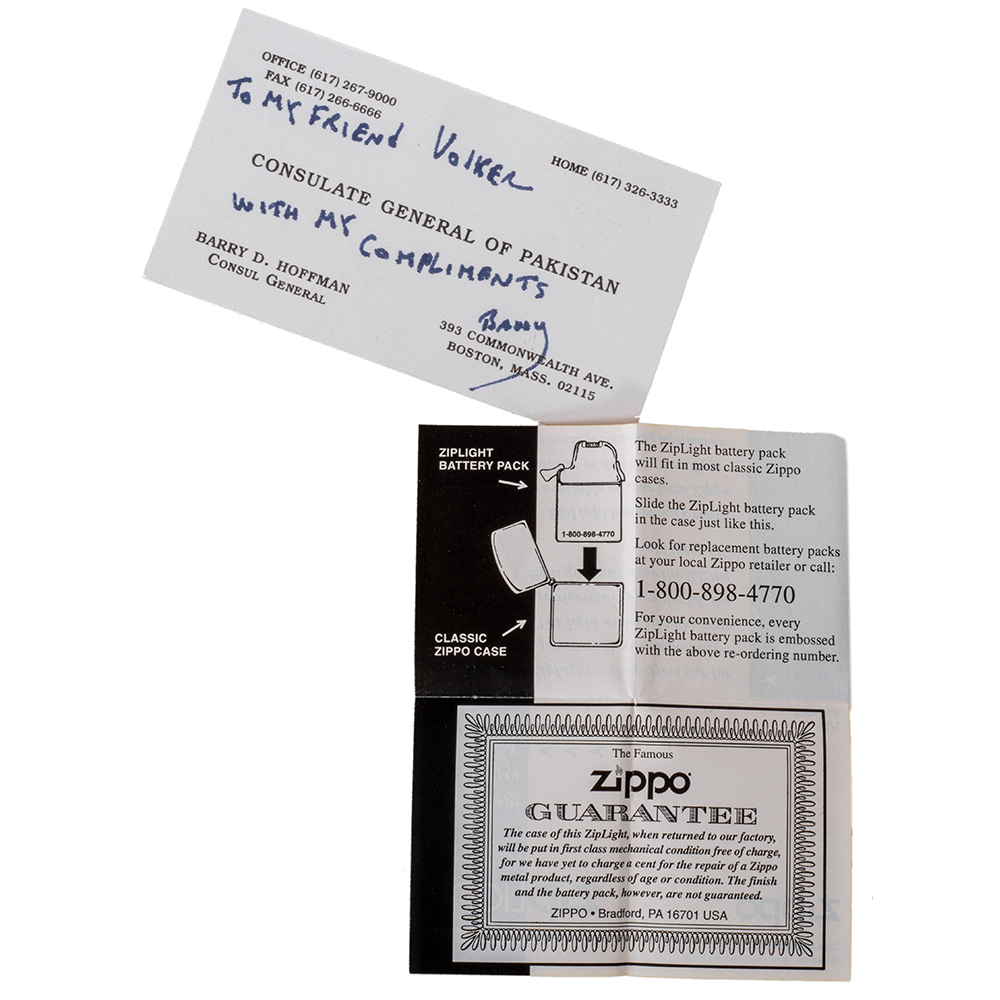 OFFICE (617) 267-9000
FAX (617) 266-6666
TO MY FRIEND VOLKER
HOME (617) 326-3333
CONSULATE GENERAL OF PAKISTAN
WITH MY
COMPLIMENTS
BARRY D. HOFFMAN
CONSUL GENERAL
Barry
393 COMMONWEALTH AVE.
BOSTON, MASS. 02115
ZIPLIGHT
BATTERY PACK
1-800-898-4770
CLASSIC
ZIPPO CASE
The ZipLight battery pack
will fit in most classic Zippo
cases.
Slide the ZipLight battery pack
in the case just like this.
Look for replacement battery packs
at your local Zippo retailer or call:
1-800-898-4770
For your convenience, every
ZipLight battery pack is embossed
with the above re-ordering number.
The Famous
Zippo
GUARANTEE
The case of this ZipLight, when returned to our factory,
will be put in first class mechanical condition free of charge,
for we have yet to charge a cent for the repair of a Zippo
metal product, regardless of age or condition. The finish
and the battery pack, however, are not guaranteed.
ZIPPO • Bradford, PA 16701 USA